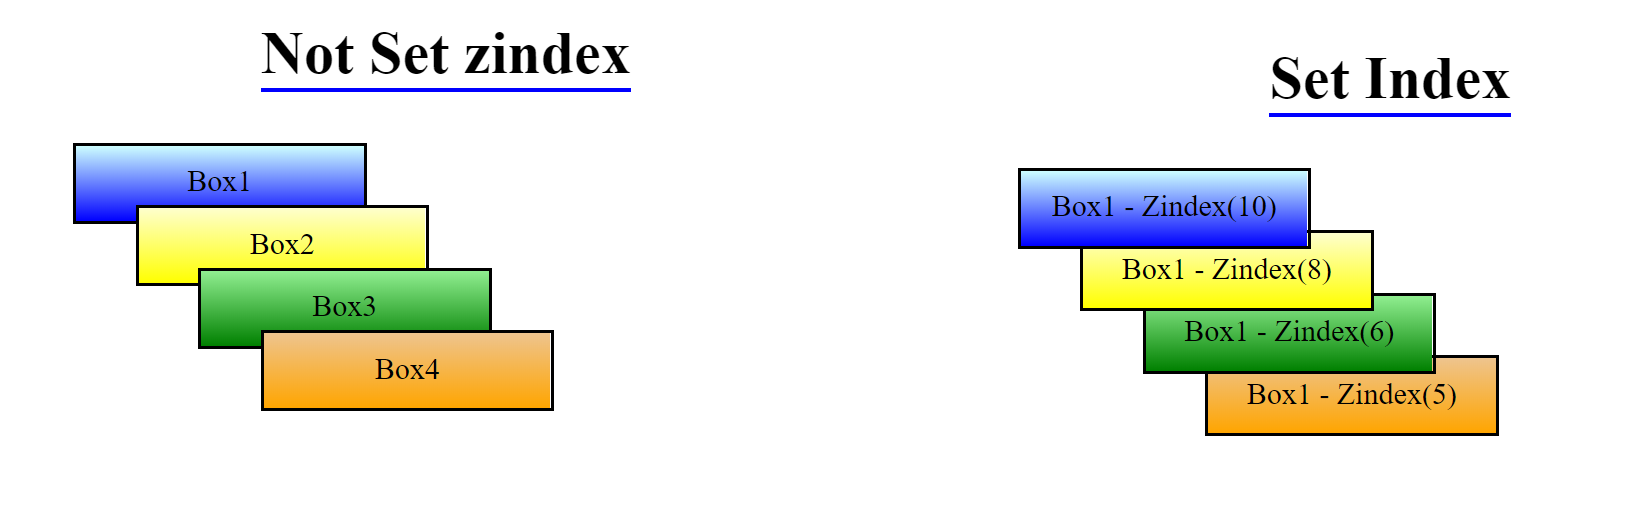 Not Set zindex
Box1
Box2
Box3
Box4
Set Index
Box1 - Zindex(10)
Box1 - Zindex(8)
Box1 - Zindex(6)
Box1 - Zindex(5)